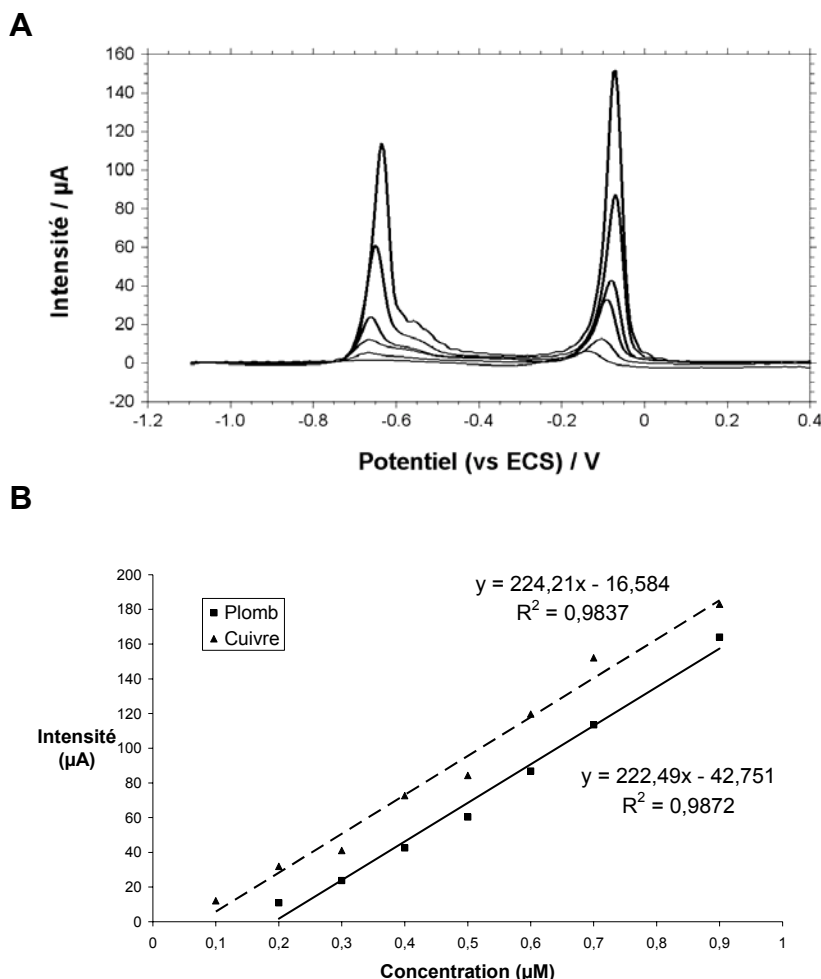 A
160
140
120
100
80
60
40
20
0
-20
Intensité / µA
-1.2 -1.0 -0.8 -0.6 -0.4 -0.2 0 0.2 0.4
Potentiel (vs ECS) / V
B
200
180
160
140
120
100
80
60
40
20
0
Intensité
(µA)
Plomb
Cuivre
y = 224,21x - 16,584
R² = 0,9837
y = 222,49x - 42,751
R² = 0,9872
0 0,1 0,2 0,3 0,4 0,5 0,6 0,7 0,8 0,9 1
Concentration (µM)